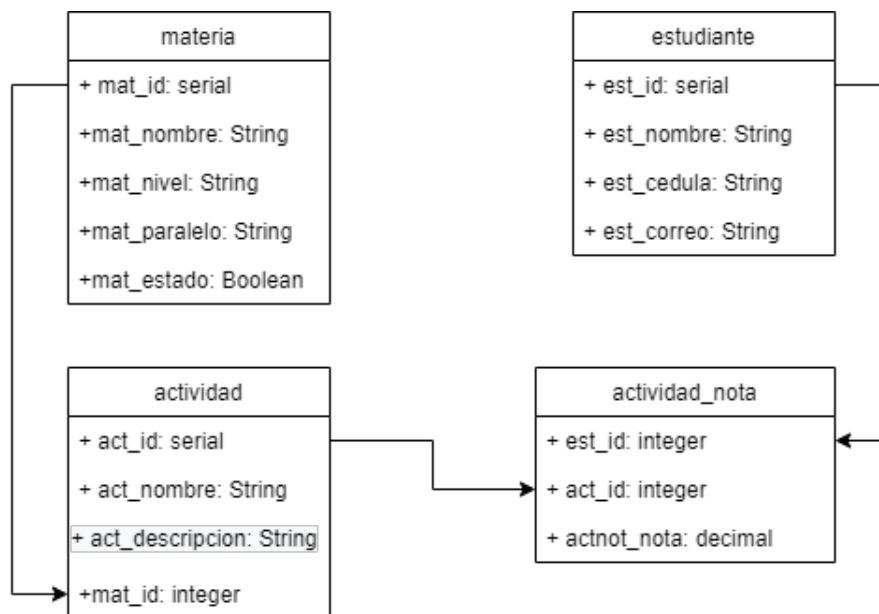 materia
+ mat_id: serial
+mat_nombre: String
+mat_nivel: String
+mat_paralelo: String
+mat_estado: Boolean
estudiante
+ est_id: serial
+ est_nombre: String
+ est_cedula: String
+ est_correo: String
actividad
+ act_id: serial
+ act_nombre: String
+ act_descripcion: String
+mat_id: integer
actividad_nota
+ est_id: integer
+ act_id: integer
+ actnot_nota: decimal